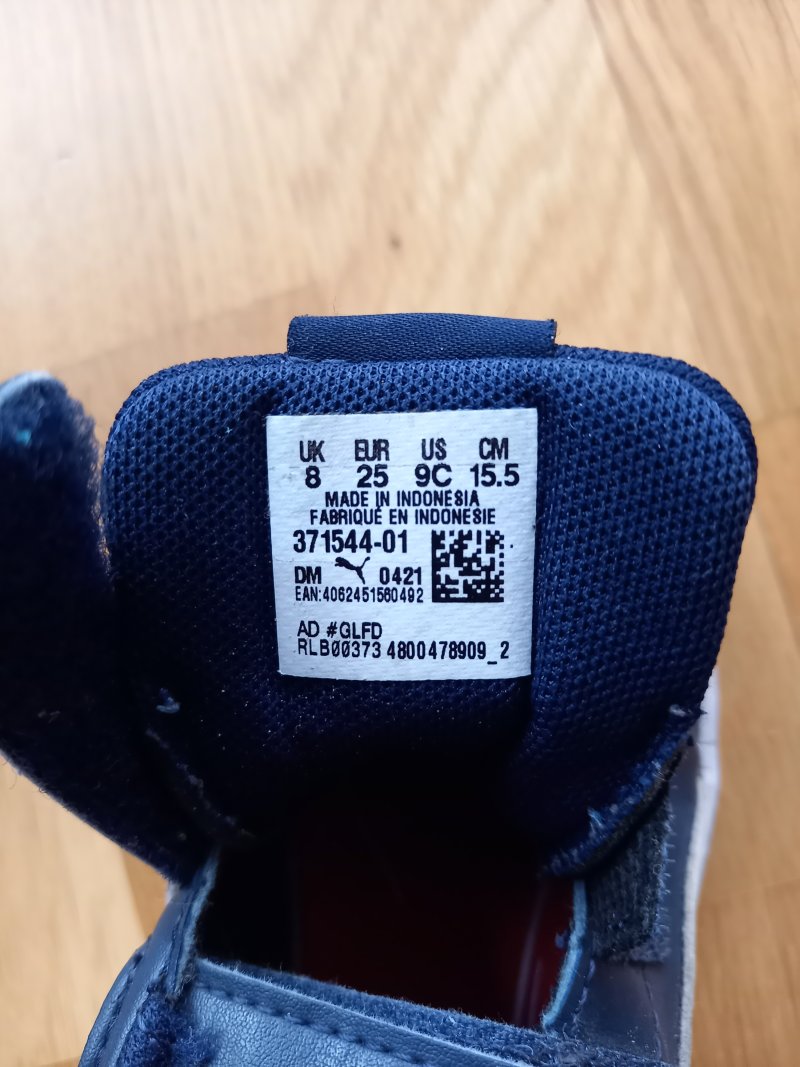 UK EUR US CM
8 25 9C 15.5
MADE IN INDONESIA
FABRIQUÉ EN INDONESIE
371544-01
DM 0421
EAN:4062451560492
AD #GLFD
RLB00373 4800478909_2